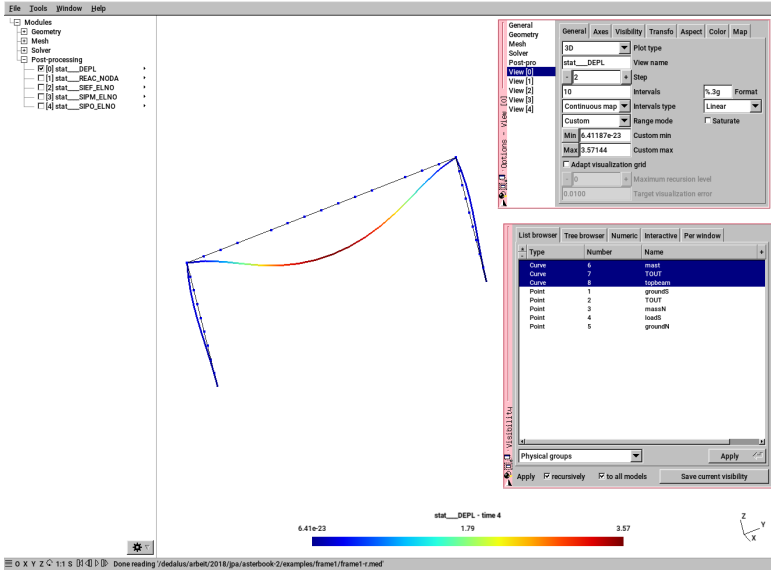 File Tools Window Help
Modules
Geometry
Mesh
Solver
Post-processing
[0] stat___DEPL
[1] stat___REAC_NODA
[2] stat___SIEF_ELNO
[3] stat___SIPM_ELNO
[4] stat___SIPO_ELNO
Options - View [0]
General
Geometry
Mesh
Solver
Post-pro
View [0]
View [1]
View [2]
View [3]
View [4]
General Axes Visibility Transfo Aspect Color Map
3D Plot type
stat___DEPL View name
- 2 + Step
10 Intervals %.3g Format
Continuous map Intervals type Linear
Custom Range mode Saturate
Min 6.41187e-23 Custom min
Max 3.57144 Custom max
Adapt visualization grid
- 0 + Maximum recursion level
0.0100 Target visualization error
Visibility
List browser Tree browser Numeric Interactive Per window
* Type Number Name +
-
Curve 6 mast
Curve 7 TOUT
Curve 8 topbeam
Point 1 groundS
Point 2 TOUT
Point 3 massN
Point 4 loadS
Point 5 groundN
Physical groups Apply
Apply recursively to all models Save current visibility
stat___DEPL - time 4
6.41e-23 1.79 3.57
Z
Y
X
O X Y Z 1:1 S Done reading '/dedalus/arbeit/2018/jpa/asterbook-2/examples/frame1/frame1-r.med'